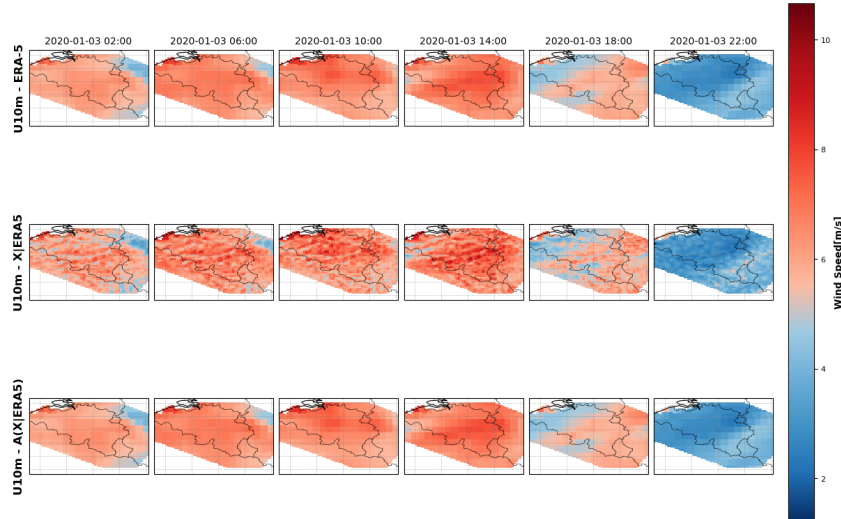 2020-01-03 02:00 2020-01-03 06:00 2020-01-03 10:00 2020-01-03 14:00 2020-01-03 18:00 2020-01-03 22:00
U10m - ERA-5
U10m - X|ERA5
U10m - A(X|ERA5)
10
8
6
4
2
Wind Speed[m/s]